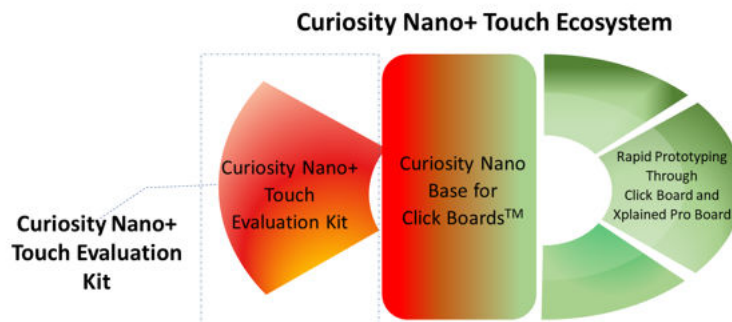 Curiosity Nano+ Touch Ecosystem
Curiosity Nano+
Touch
Evaluation Kit
Curiosity Nano
Base for
Click Boards™
Rapid Prototyping
Through
Click Board and
Xplained Pro Board
Curiosity Nano+
Touch Evaluation
Kit